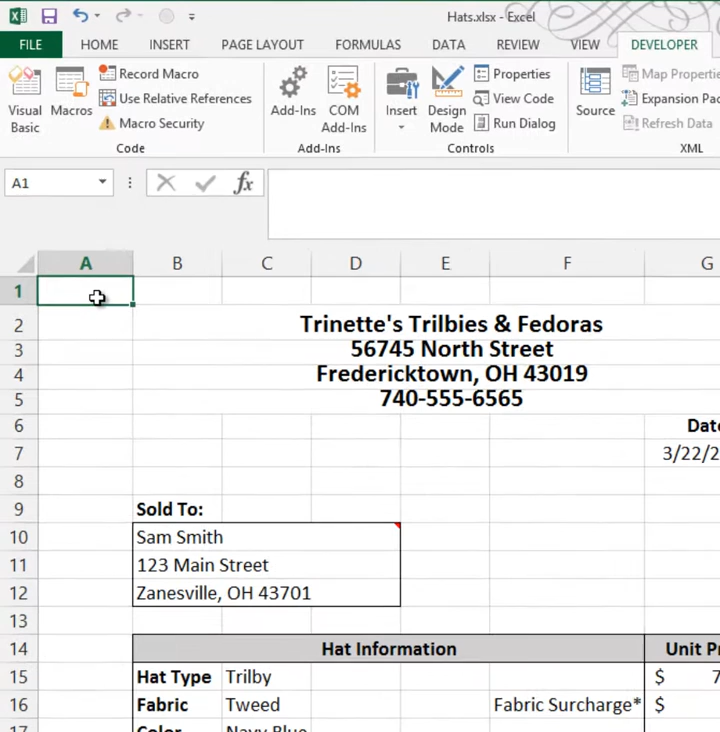 Hats.xlsx - Excel
FILE HOME INSERT PAGE LAYOUT FORMULAS DATA REVIEW VIEW DEVELOPER
Visual Basic
Macros
Record Macro
Use Relative References
Macro Security
Code
Add-Ins
COM Add-Ins
Add-Ins
Insert
Design Mode
Properties
View Code
Run Dialog
Controls
Source
Map Propertie
Expansion Pac
Refresh Data
XML
A1 fx
A B C D E F G
1
2 Trinette's Trilbies & Fedoras
3 56745 North Street
4 Fredericktown, OH 43019
5 740-555-6565
6 Date
7 3/22/2
8
9 Sold To:
10 Sam Smith
11 123 Main Street
12 Zanesville, OH 43701
13
14 Hat Information Unit Pr
15 Hat Type Trilby $ 7
16 Fabric Tweed Fabric Surcharge* $
17 Color Navy Blue